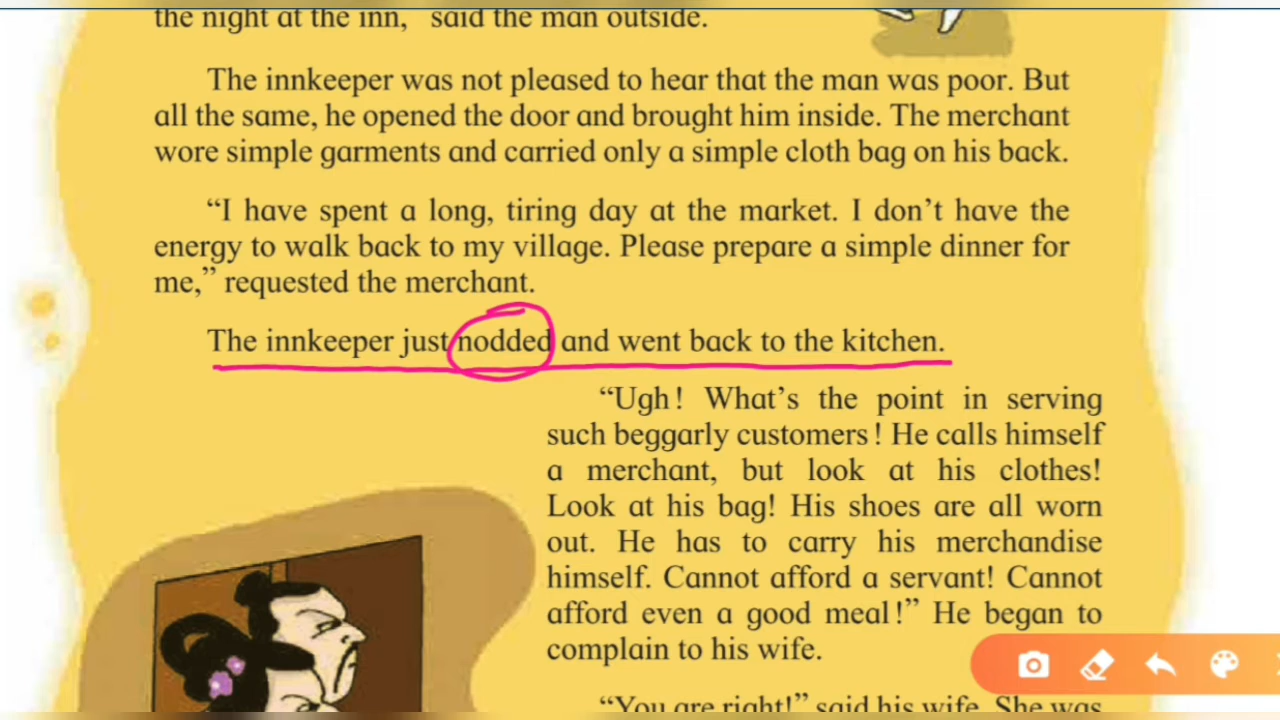 the night at the inn,” said the man outside.
The innkeeper was not pleased to hear that the man was poor. But
all the same, he opened the door and brought him inside. The merchant
wore simple garments and carried only a simple cloth bag on his back.
“I have spent a long, tiring day at the market. I don’t have the
energy to walk back to my village. Please prepare a simple dinner for
me,” requested the merchant.
The innkeeper just nodded and went back to the kitchen.
“Ugh! What’s the point in serving
such beggarly customers! He calls himself
a merchant, but look at his clothes!
Look at his bag! His shoes are all worn
out. He has to carry his merchandise
himself. Cannot afford a servant! Cannot
afford even a good meal!” He began to
complain to his wife.
“You are right!” said his wife. She was